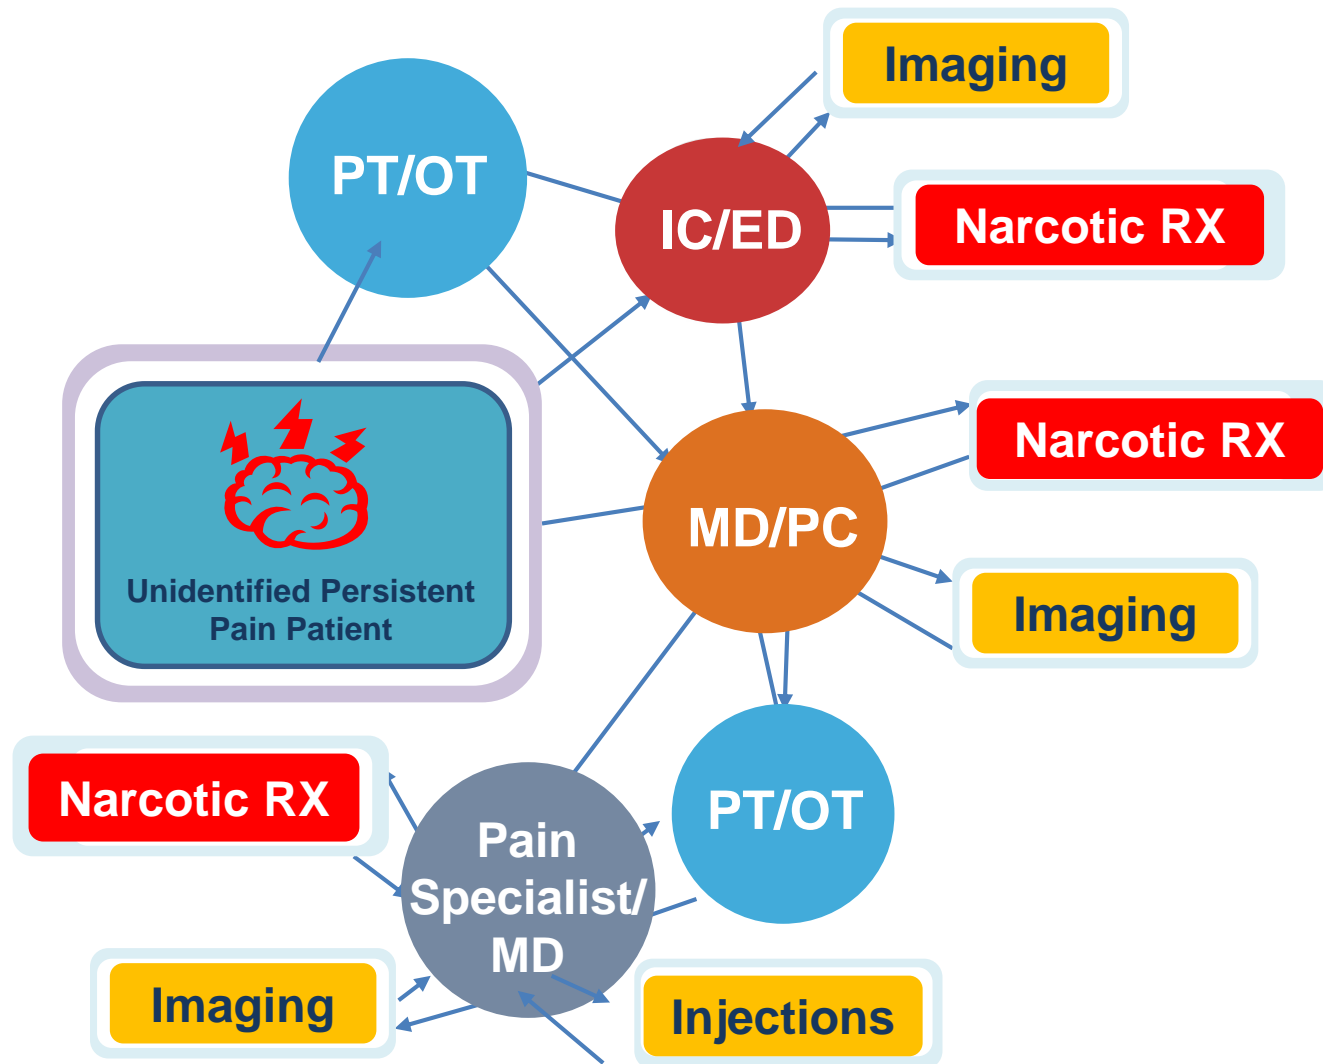 Imaging
PT/OT
IC/ED
Narcotic RX
Narcotic RX
MD/PC
Unidentified Persistent
Pain Patient
Imaging
Narcotic RX
PT/OT
Pain
Specialist/
MD
Imaging
Injections